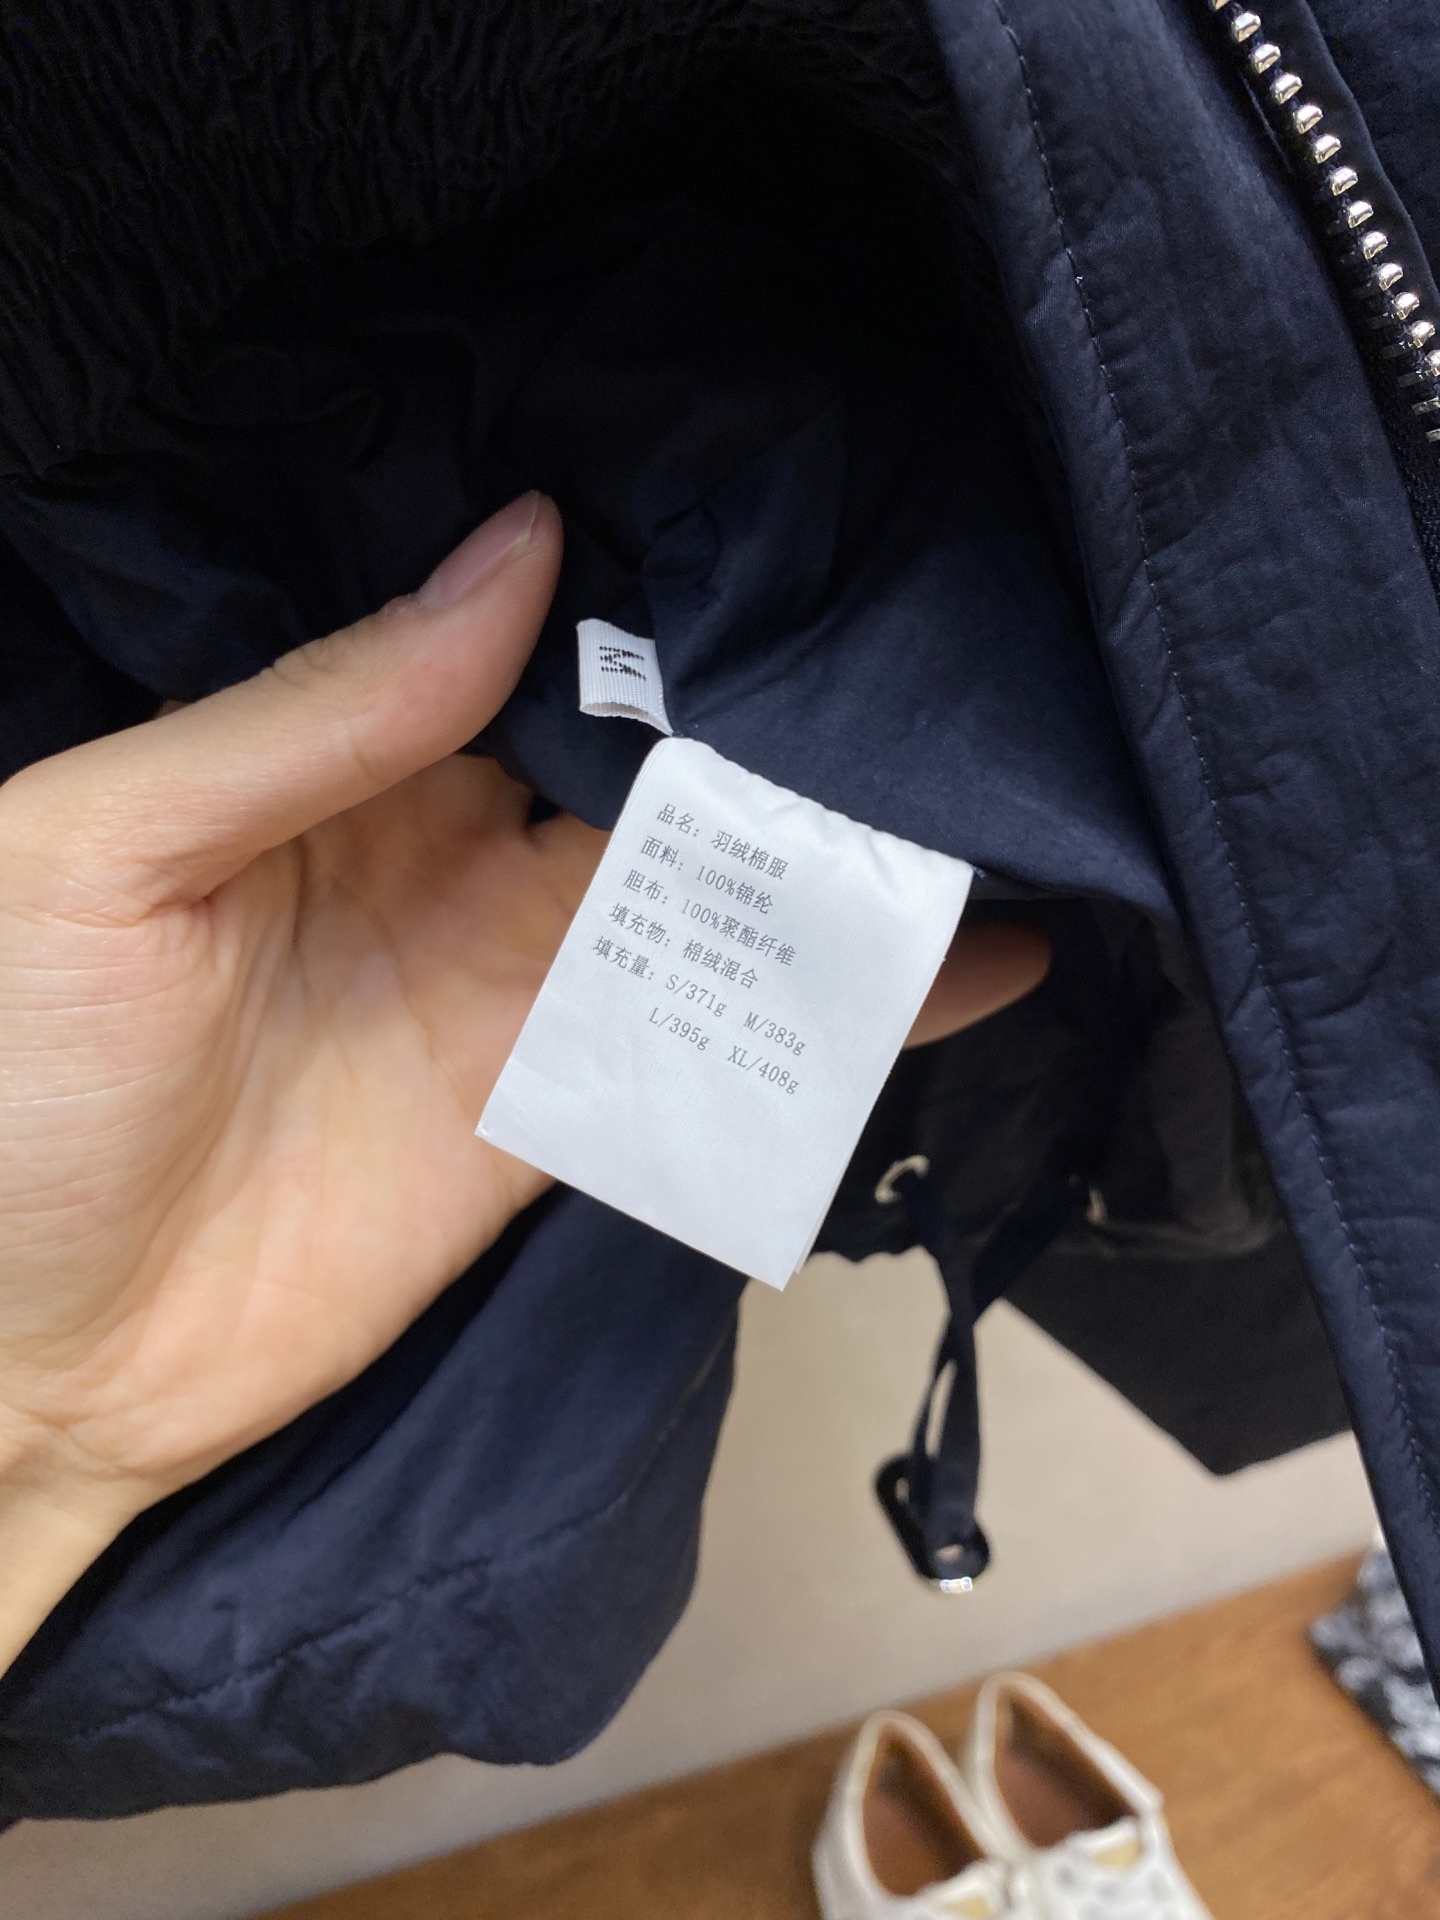 M
品名: 羽绒棉服
面料: 100%锦纶
胆布: 100%聚酯纤维
填充物: 棉绒混合
填充量: S/371g M/383g
L/395g XL/408g